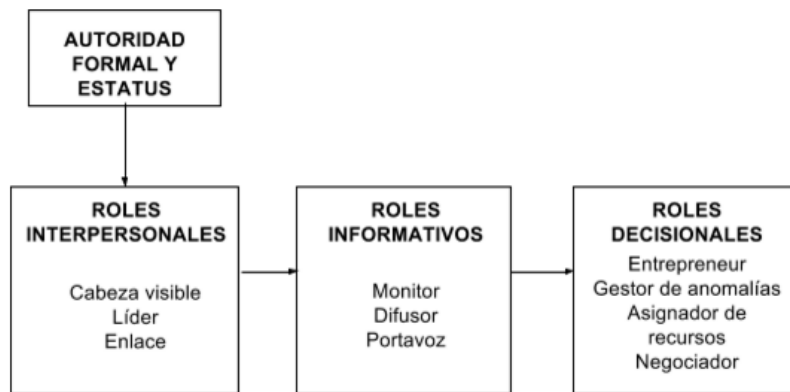 AUTORIDAD
FORMAL Y
ESTATUS
ROLES
INTERPERSONALES
Cabeza visible
Líder
Enlace
ROLES
INFORMATIVOS
Monitor
Difusor
Portavoz
ROLES
DECISIONALES
Entrepreneur
Gestor de anomalías
Asignador de
recursos
Negociador